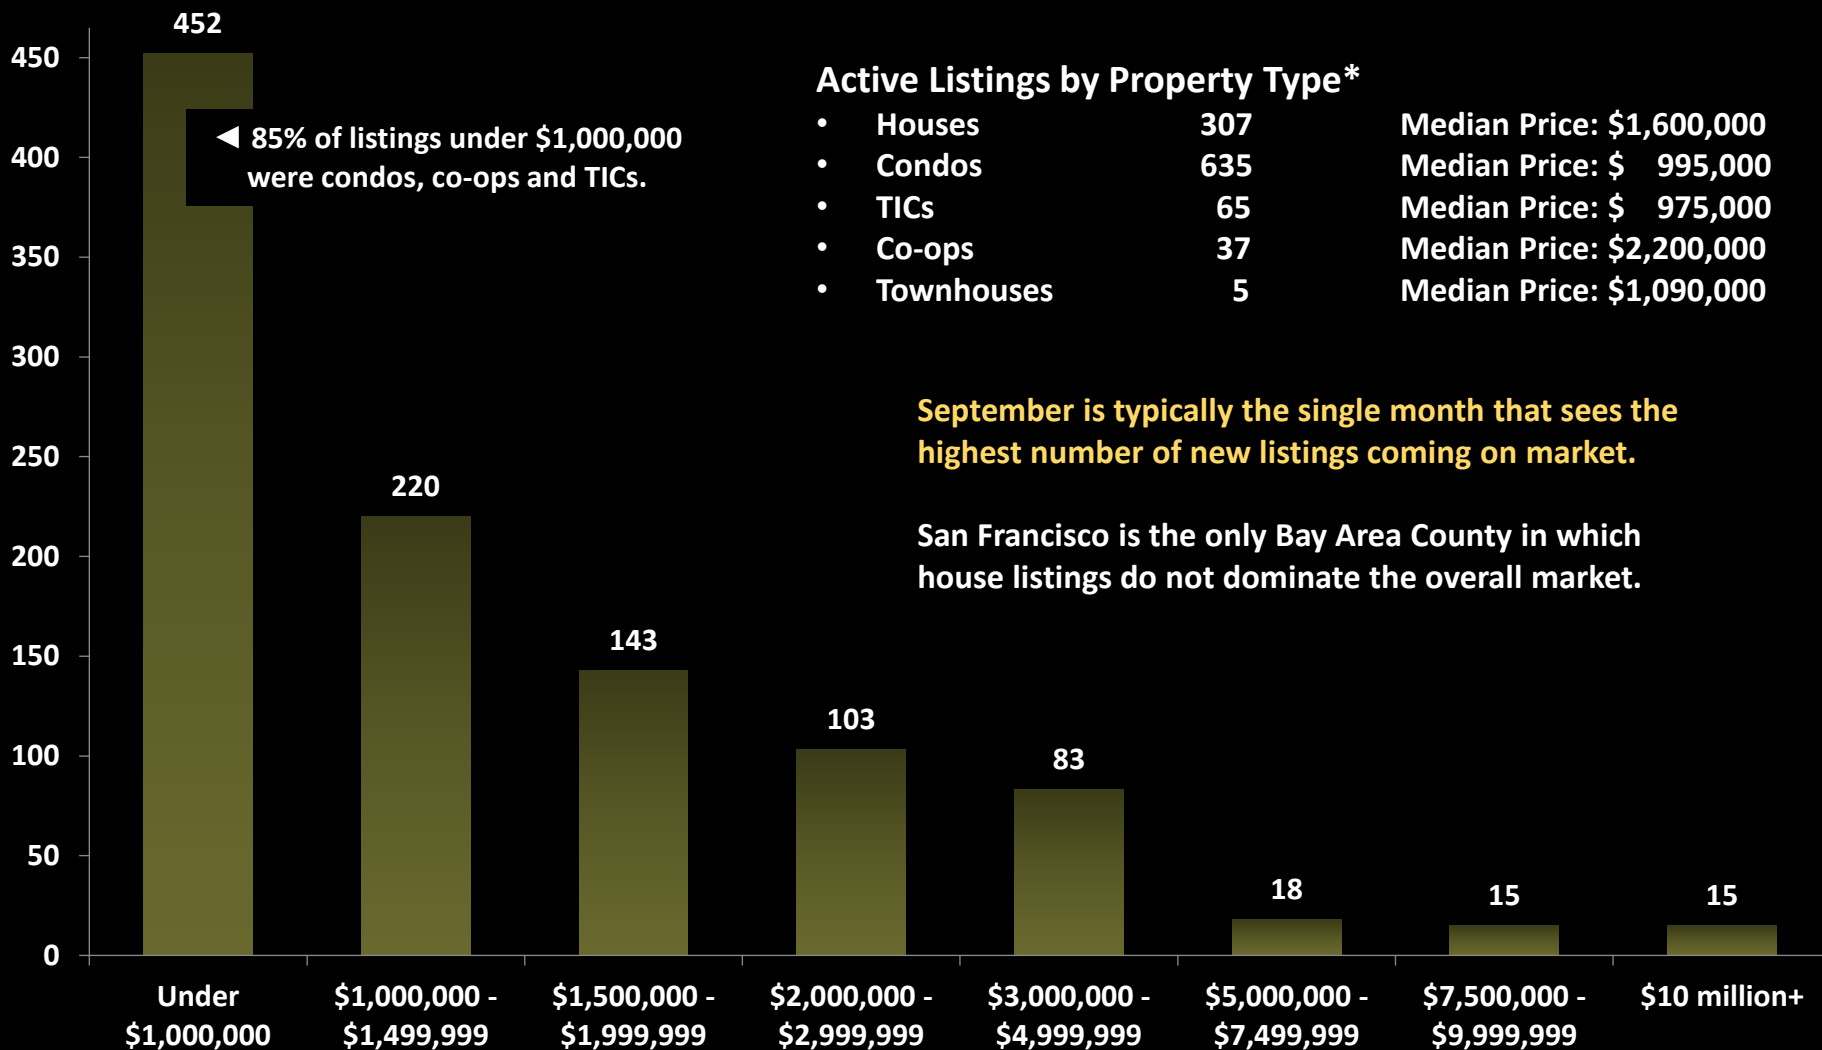 452
450
400
350
300
250
200
150
100
50
0
◄ 85% of listings under $1,000,000
were condos, co-ops and TICs.
Active Listings by Property Type*
• Houses 307 Median Price: $1,600,000
• Condos 635 Median Price: $ 995,000
• TICs 65 Median Price: $ 975,000
• Co-ops 37 Median Price: $2,200,000
• Townhouses 5 Median Price: $1,090,000
September is typically the single month that sees the
highest number of new listings coming on market.
San Francisco is the only Bay Area County in which
house listings do not dominate the overall market.
220
143
103
83
18
15
15
Under
$1,000,000
$1,000,000 -
$1,499,999
$1,500,000 -
$1,999,999
$2,000,000 -
$2,999,999
$3,000,000 -
$4,999,999
$5,000,000 -
$7,499,999
$7,500,000 -
$9,999,999
$10 million+